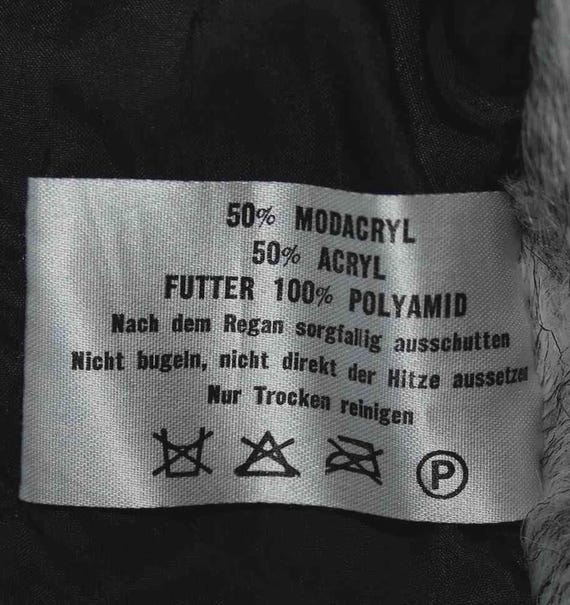 50% MODACRYL
50% ACRYL
FUTTER 100% POLYAMID
Nach dem Regan sorgfallig ausschutten
Nicht bugeln, nicht direkt der Hitze aussetzen
Nur Trocken reinigen
P